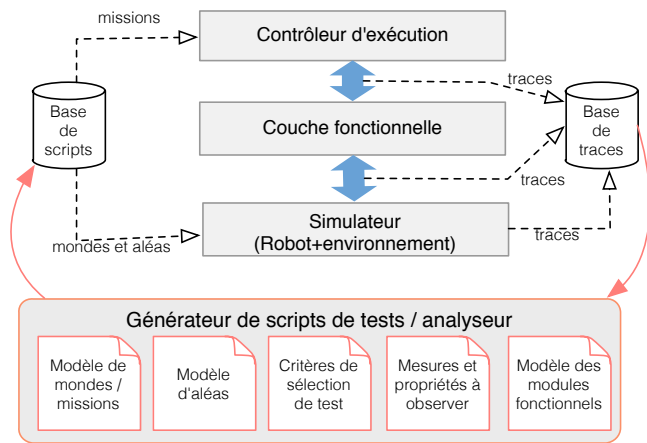 missions
Contrôleur d'exécution
traces
Base
de
scripts
Couche fonctionnelle
Base
de
traces
traces
mondes et aléas
Simulateur
(Robot+environnement)
traces
Générateur de scripts de tests / analyseur
Modèle de
mondes /
missions
Modèle
d'aléas
Critères de
sélection
de test
Mesures et
propriétés à
observer
Modèle des
modules
fonctionnels